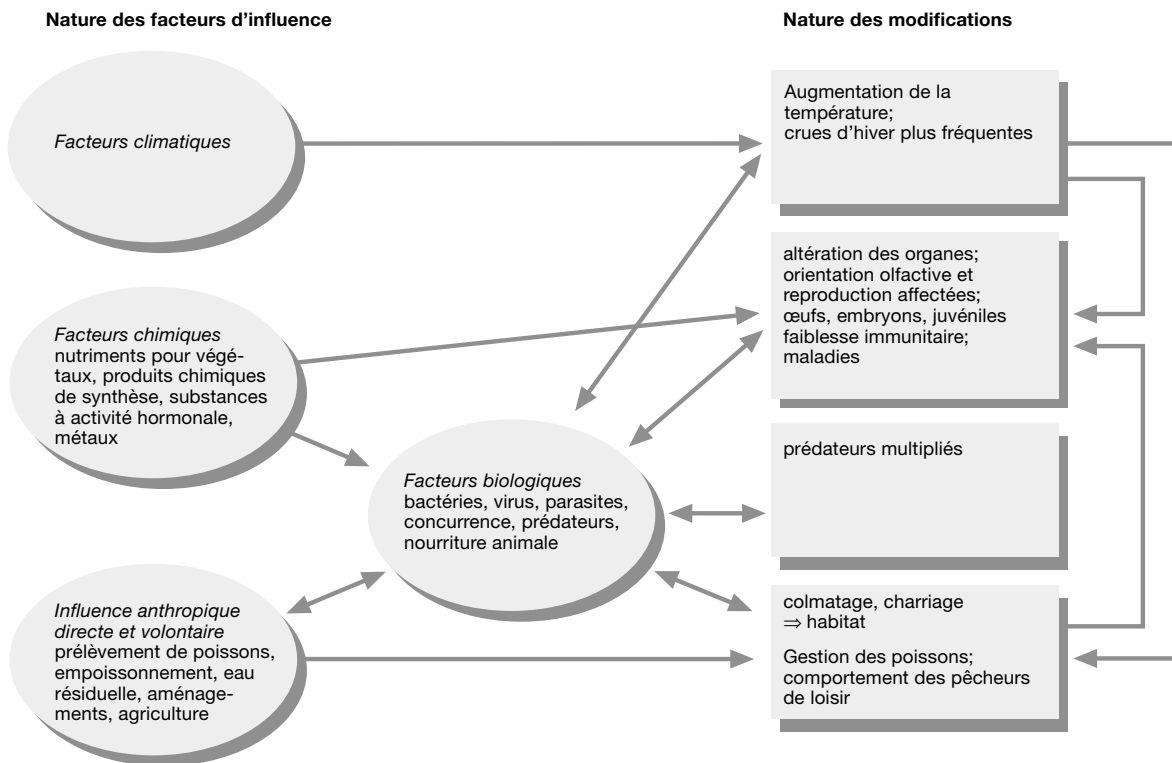 Nature des facteurs d’influence
Nature des modifications
Facteurs climatiques
Augmentation de la
température;
crues d’hiver plus fréquentes
Facteurs chimiques
nutriments pour végé-
taux, produits chimiques
de synthèse, substances
à activité hormonale,
métaux
altération des organes;
orientation olfactive et
reproduction affectées;
œufs, embryons, juvéniles
faiblesse immunitaire;
maladies
Facteurs biologiques
bactéries, virus, parasites,
concurrence, prédateurs,
nourriture animale
prédateurs multipliés
Influence anthropique
directe et volontaire
prélèvement de poissons,
empoissonnement, eau
résiduelle, aménage-
ments, agriculture
colmatage, charriage
⇒ habitat
Gestion des poissons;
comportement des pêcheurs
de loisir